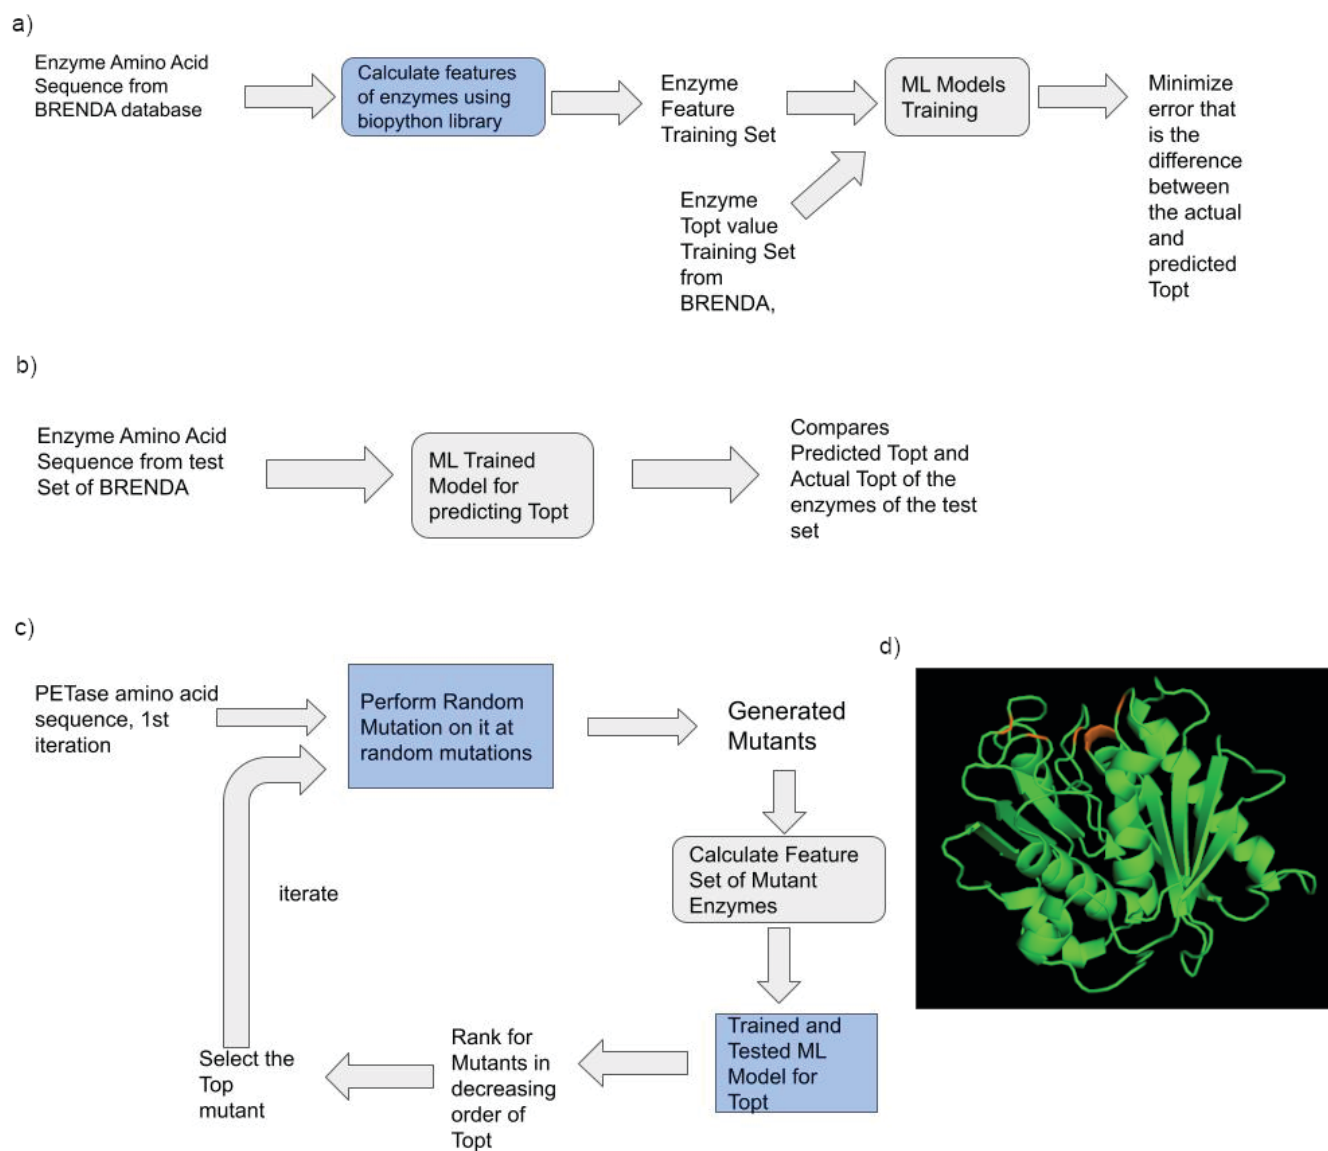 a)
Enzyme Amino Acid
Sequence from
BRENDA database
Calculate features
of enzymes using
biopython library
Enzyme
Feature
Training Set
ML Models
Training
Minimize
error that
is the
difference
between
the actual
and
predicted
Topt
Enzyme
Topt value
Training Set
from
BRENDA,
b)
Enzyme Amino Acid
Sequence from test
Set of BRENDA
ML Trained
Model for
predicting Topt
Compares
Predicted Topt and
Actual Topt of the
enzymes of the test
set
c)
PETase amino acid
sequence, 1st
iteration
Perform Random
Mutation on it at
random mutations
Generated
Mutants
Calculate Feature
Set of Mutant
Enzymes
Trained and
Tested ML
Model for
Topt
Rank for
Mutants in
decreasing
order of
Topt
Select the
Top
mutant
iterate
d)